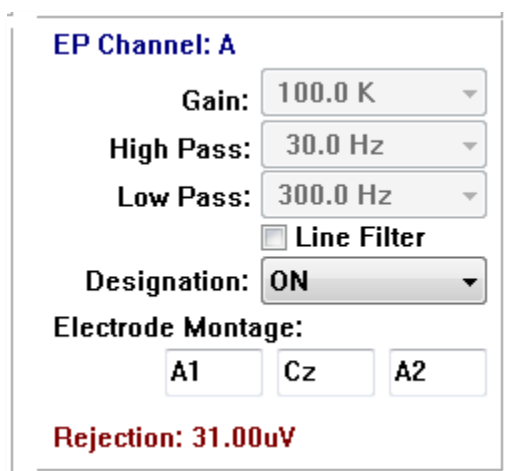 EP Channel: A
Gain: 100.0 K
High Pass: 30.0 Hz
Low Pass: 300.0 Hz
Line Filter
Designation: ON
Electrode Montage:
A1 Cz A2
Rejection: 31.00uV